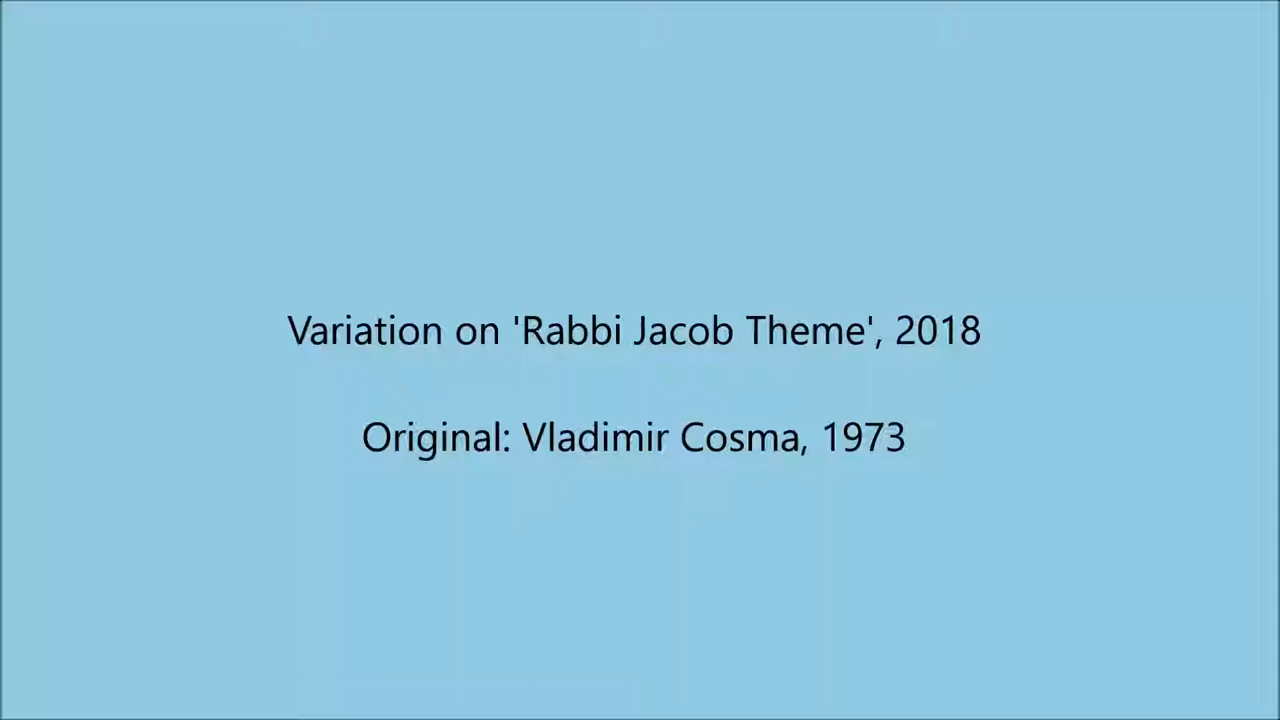 Variation on 'Rabbi Jacob Theme', 2018
Original: Vladimir Cosma, 1973